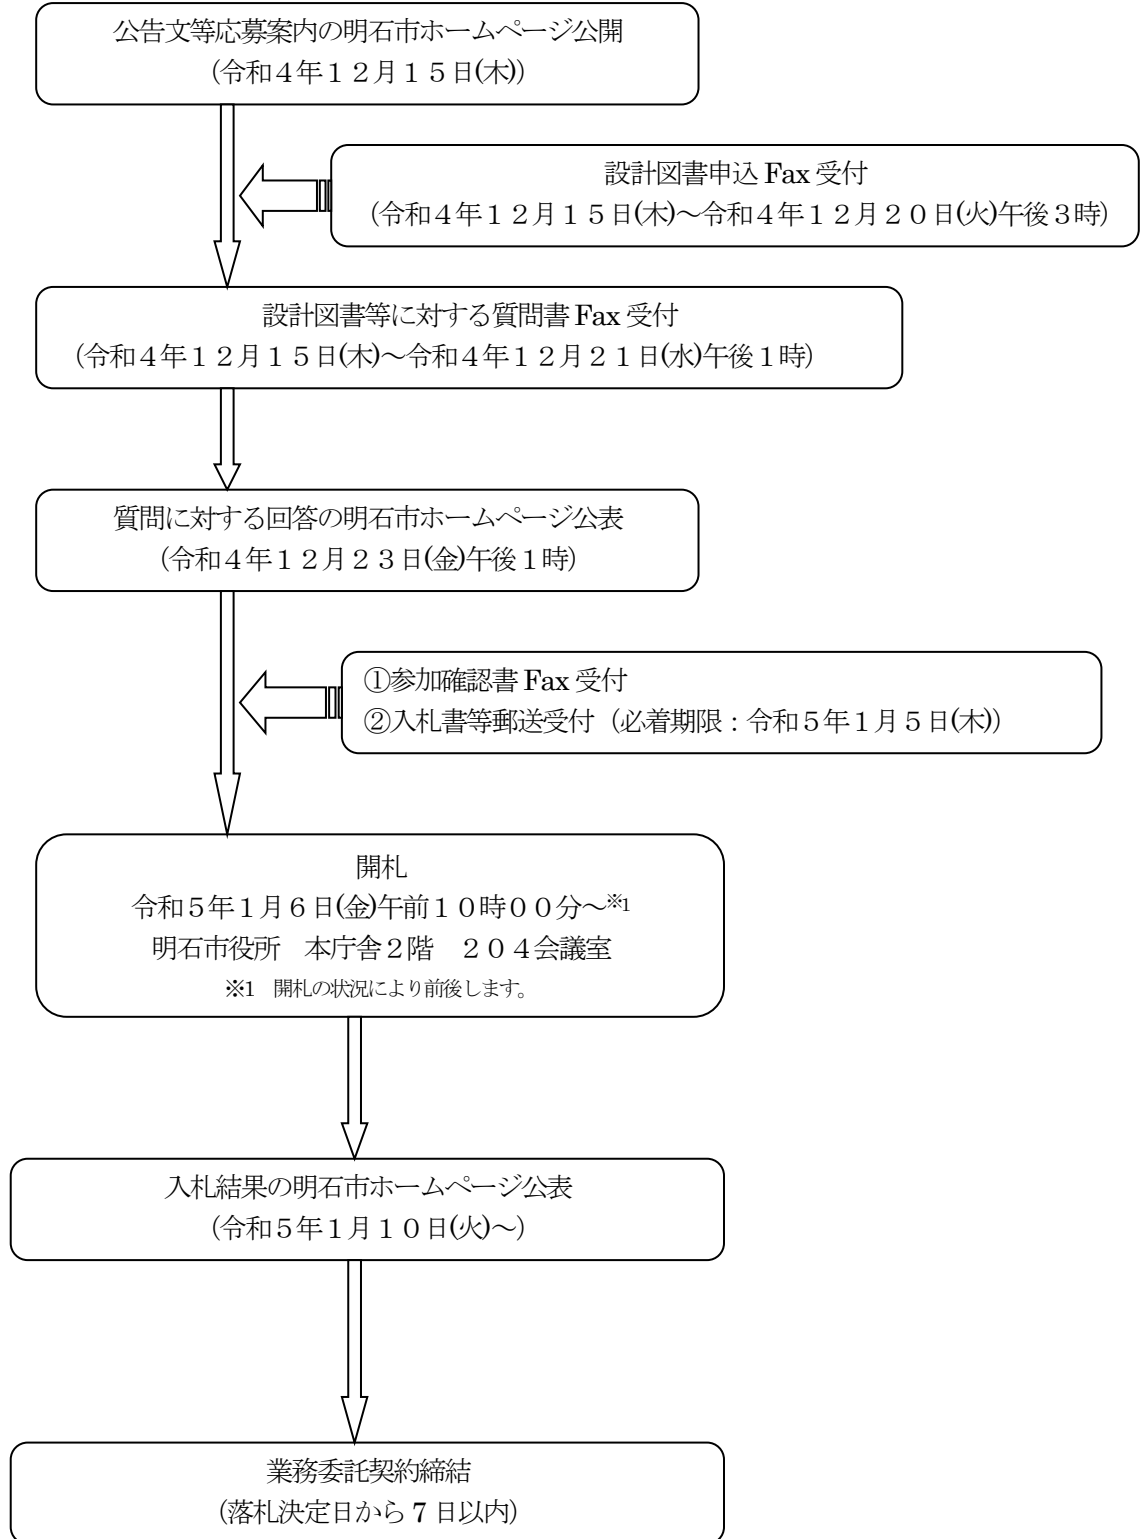 公告文等応募案内の明石市ホームページ公開
（令和４年１２月１５日(木)）
設計図書申込 Fax 受付
（令和４年１２月１５日(木)～令和４年１２月２０日(火)午後３時）
設計図書等に対する質問書 Fax 受付
（令和４年１２月１５日(木)～令和４年１２月２１日(水)午後１時）
質問に対する回答の明石市ホームページ公表
（令和４年１２月２３日(金)午後１時）
①参加確認書 Fax 受付
②入札書等郵送受付（必着期限：令和５年１月５日(木)）
開札
令和５年１月６日(金)午前１０時００分～※1
明石市役所　本庁舎２階　２０４会議室
※1　開札の状況により前後します。
入札結果の明石市ホームページ公表
（令和５年１月１０日(火)～）
業務委託契約締結
（落札決定日から 7 日以内）